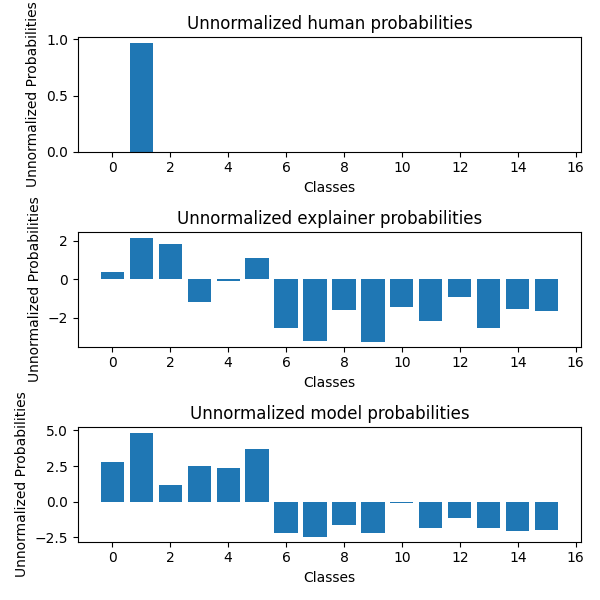 Unnormalized human probabilities
Unnormalized Probabilities
1.0
0.5
0.0
0 2 4 6 8 10 12 14 16
Classes
Unnormalized explainer probabilities
Unnormalized Probabilities
2
0
−2
0 2 4 6 8 10 12 14 16
Classes
Unnormalized model probabilities
Unnormalized Probabilities
5.0
2.5
0.0
−2.5
0 2 4 6 8 10 12 14 16
Classes